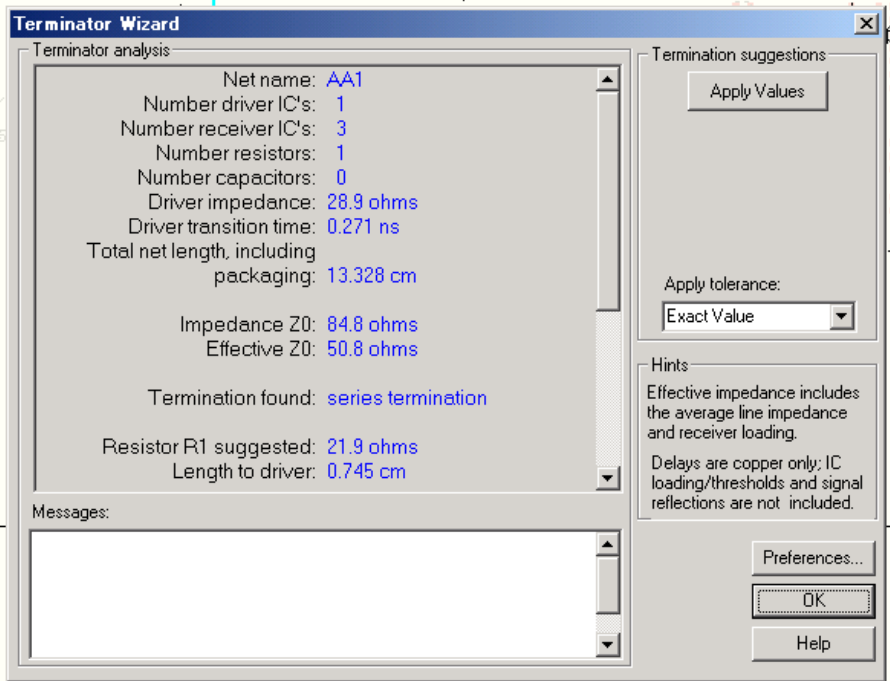 Terminator Wizard
Terminator analysis
Net name: AA1
Number driver IC's: 1
Number receiver IC's: 3
Number resistors: 1
Number capacitors: 0
Driver impedance: 28.9 ohms
Driver transition time: 0.271 ns
Total net length, including
packaging: 13.328 cm
Impedance Z0: 84.8 ohms
Effective Z0: 50.8 ohms
Termination found: series termination
Resistor R1 suggested: 21.9 ohms
Length to driver: 0.745 cm
Messages:
Termination suggestions
Apply Values
Apply tolerance:
Exact Value
Hints
Effective impedance includes
the average line impedance
and receiver loading.
Delays are copper only; IC
loading/thresholds and signal
reflections are not included.
Preferences...
OK
Help